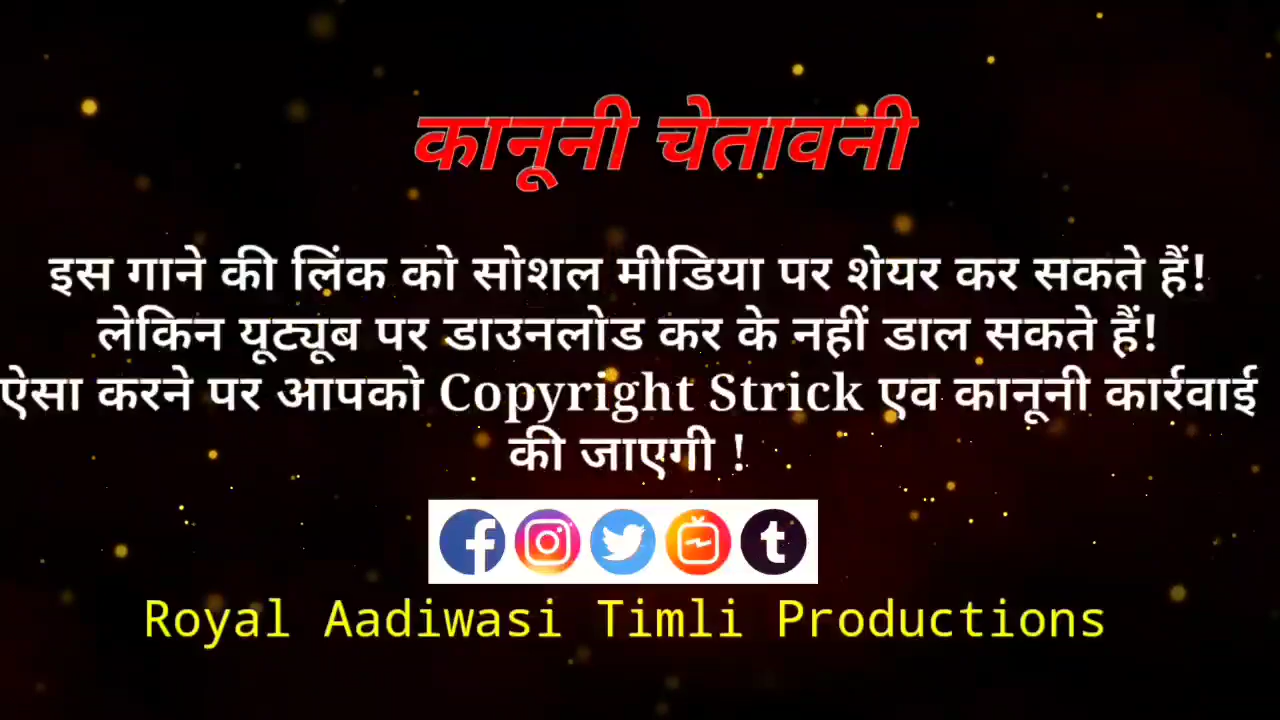 कानूनी चेतावनी
इस गाने की लिंक को सोशल मीडिया पर शेयर कर सकते हैं!
लेकिन यूट्यूब पर डाउनलोड कर के नहीं डाल सकते हैं!
ऐसा करने पर आपको Copyright Strick एव कानूनी कार्रवाई
की जाएगी !
Royal Aadiwasi Timli Productions